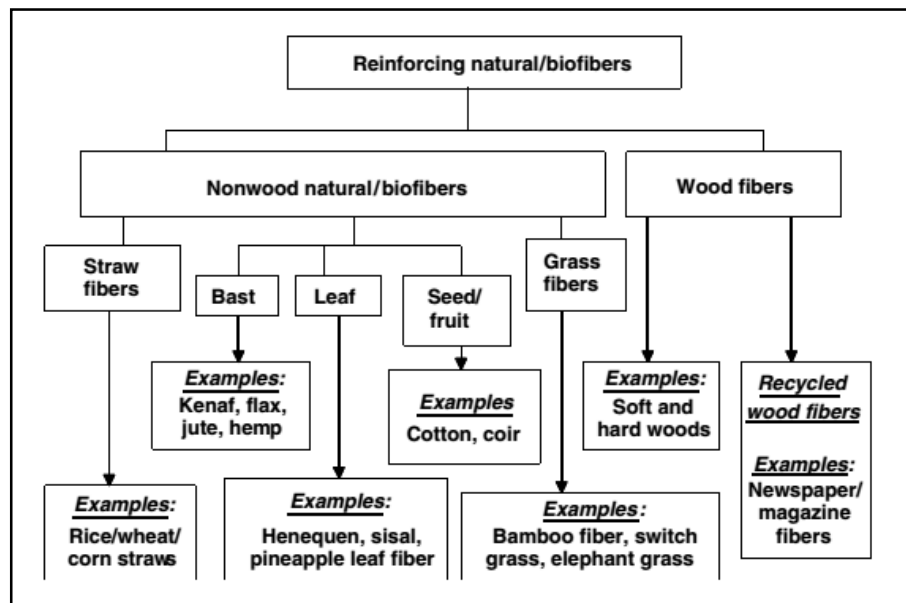 Reinforcing natural/biofibers
Nonwood natural/biofibers
Wood fibers
Straw
fibers
Bast
Leaf
Seed/
fruit
Grass
fibers
Examples:
Kenaf, flax,
jute, hemp
Examples
Cotton, coir
Examples:
Soft and
hard woods
Recycled
wood fibers
Examples:
Newspaper/
magazine
fibers
Examples:
Rice/wheat/
corn straws
Examples:
Henequen, sisal,
pineapple leaf fiber
Examples:
Bamboo fiber, switch
grass, elephant grass